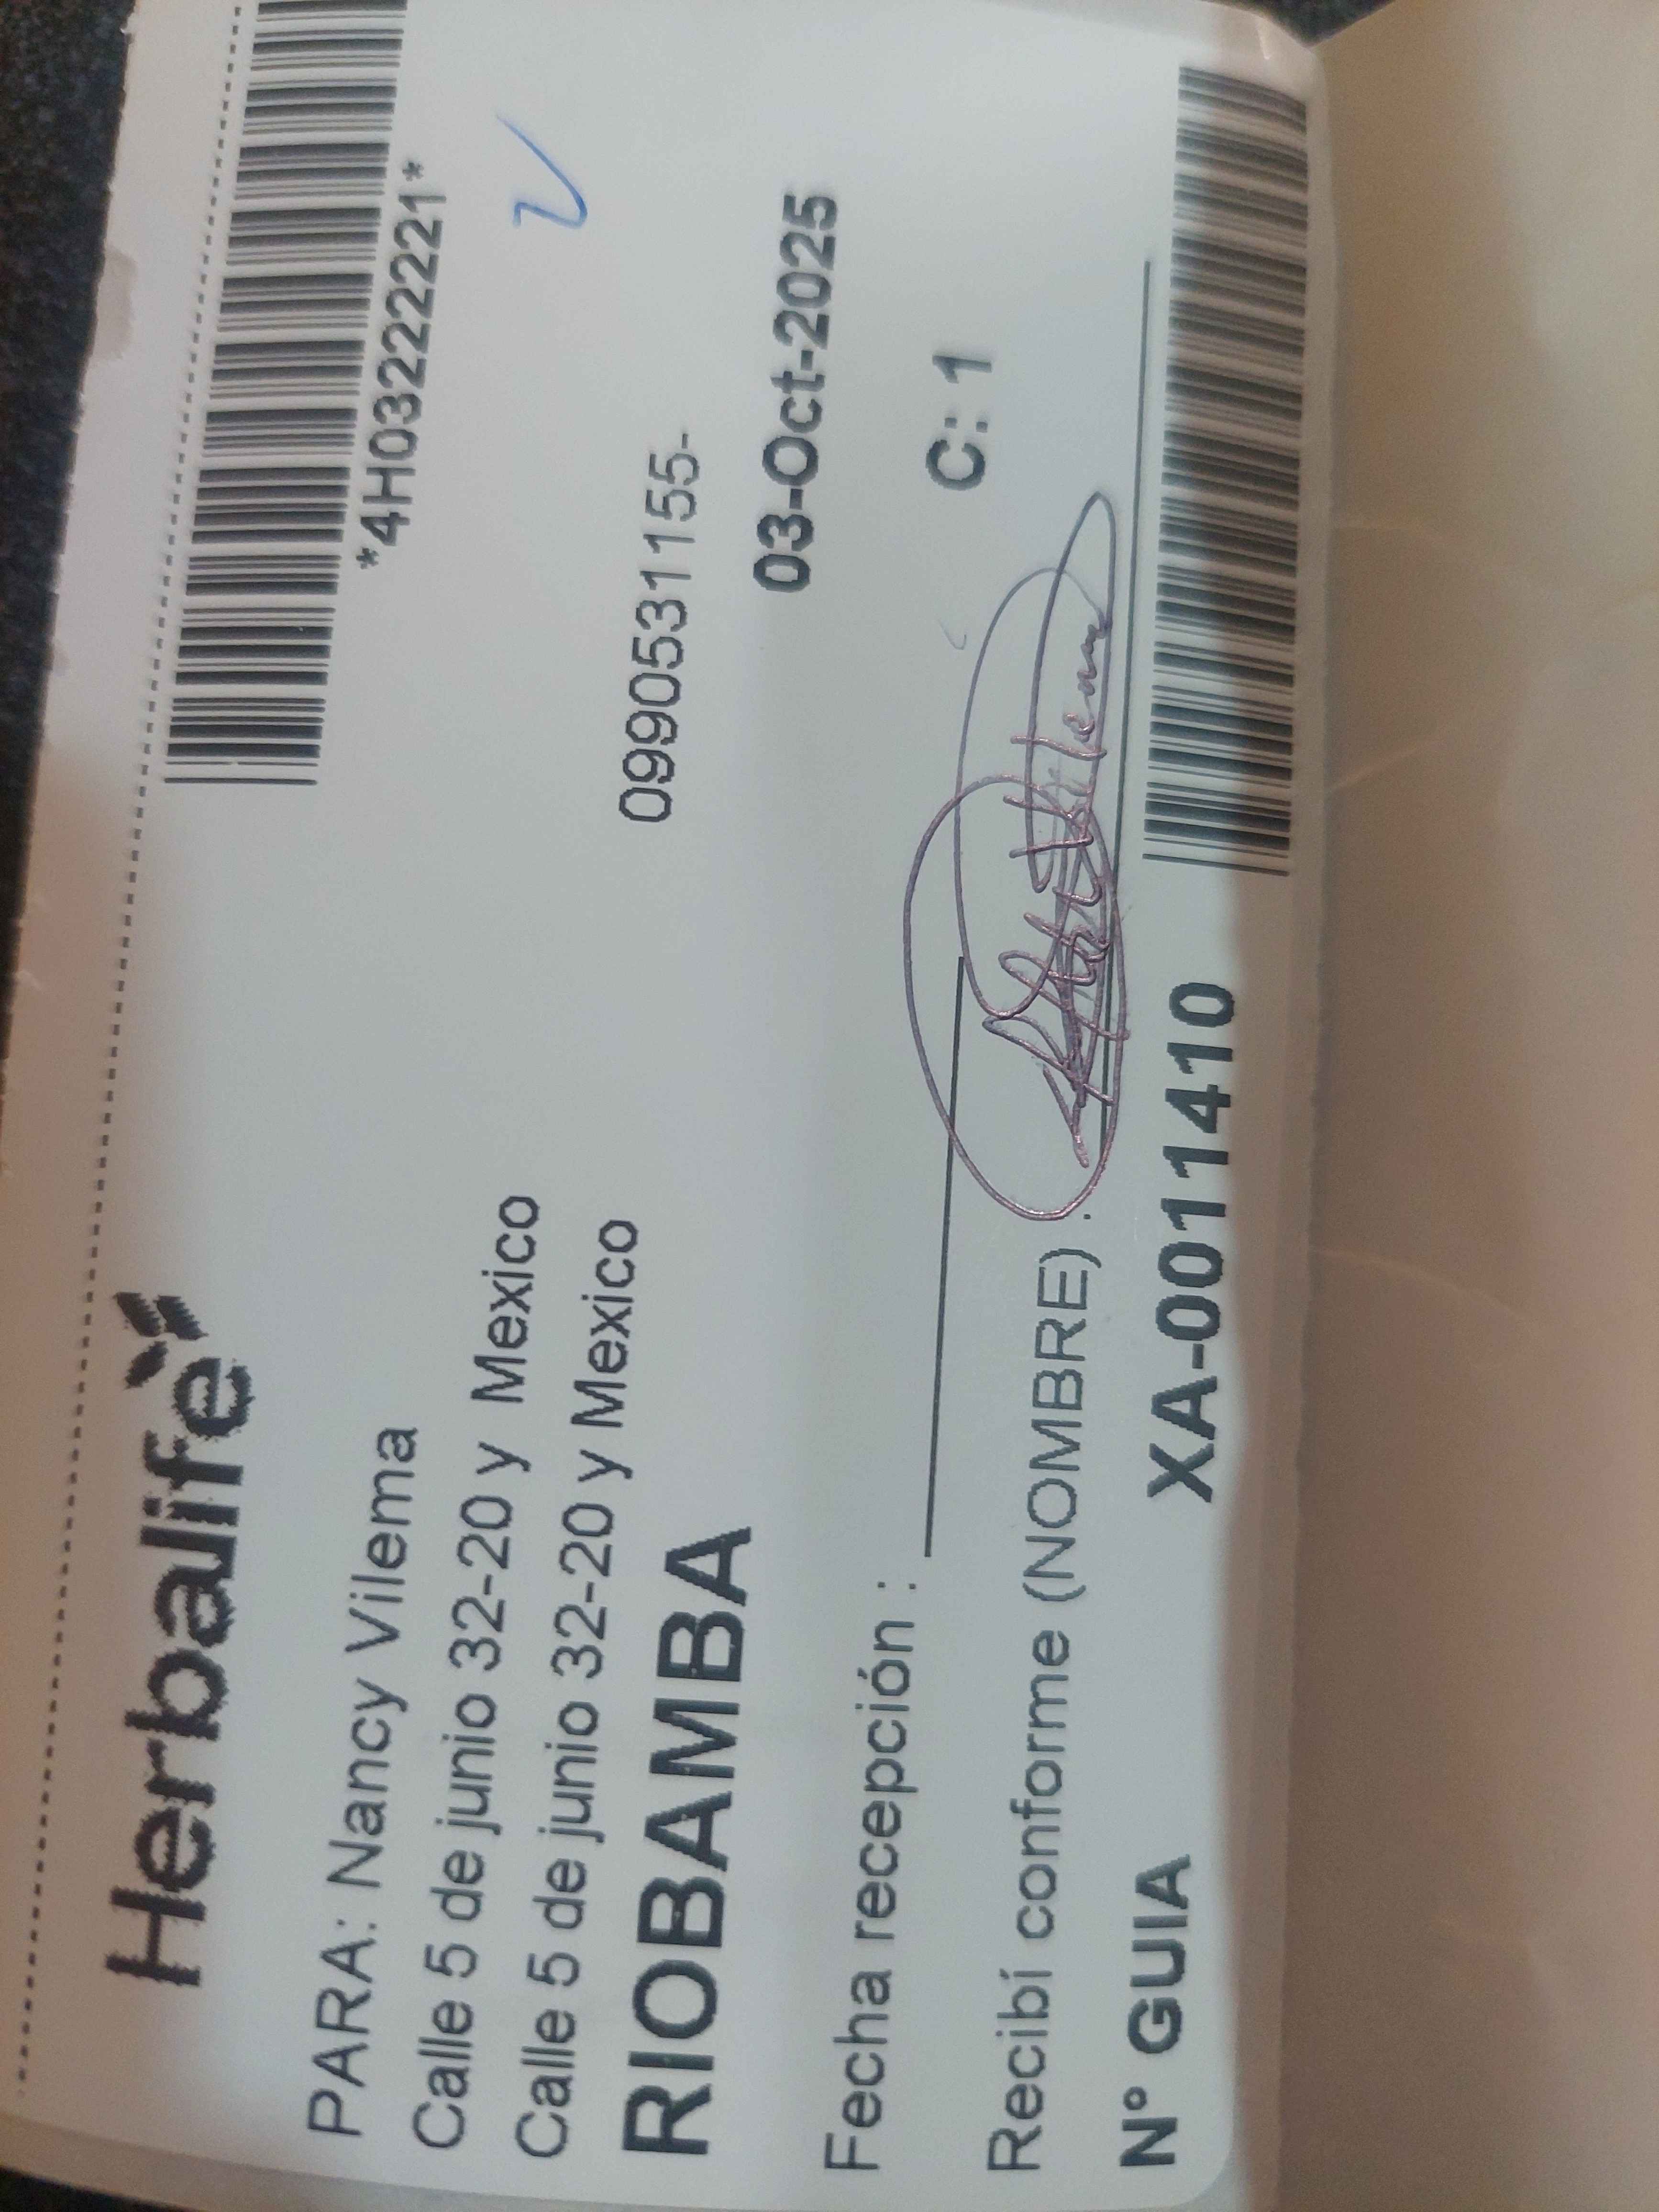 Herbalife
*4H03222221*
PARA: Nancy Vilema
Calle 5 de junio 32-20 y Mexico
Calle 5 de junio 32-20 y Mexico
RIOBAMBA
0990531155-
03-Oct-2025
Fecha recepción :
C: 1
Recibí conforme (NOMBRE) :
N° GUIA XA-0011410